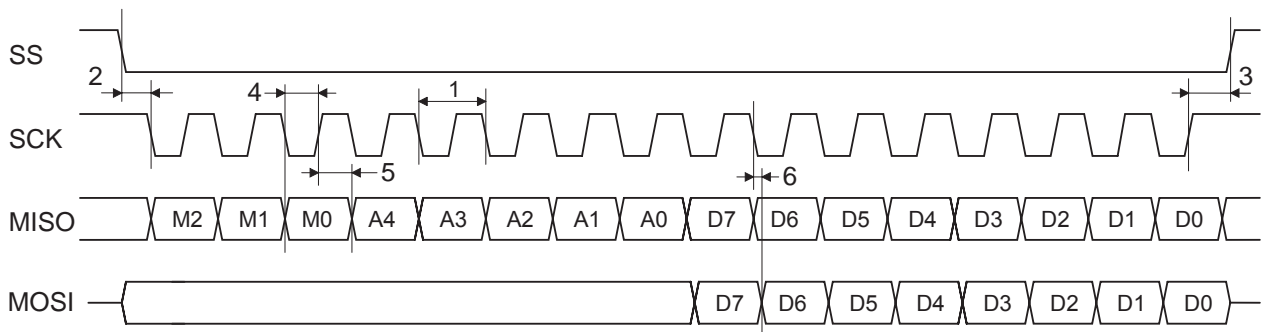 SS
2
3
4
1
SCK
5
6
MISO M2 M1 M0 A4 A3 A2 A1 A0 D7 D6 D5 D4 D3 D2 D1 D0
MOSI D7 D6 D5 D4 D3 D2 D1 D0